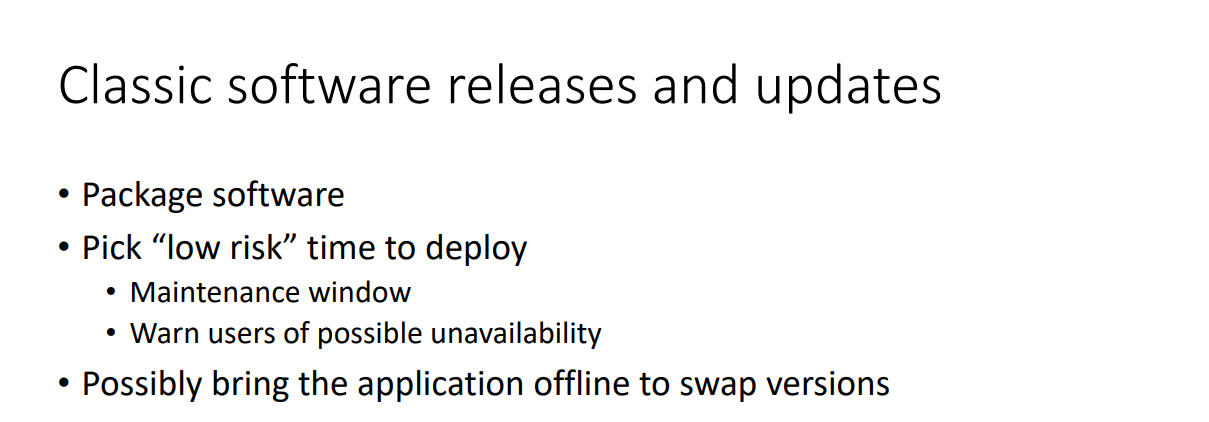 Classic software releases and updates
• Package software
• Pick “low risk” time to deploy
• Maintenance window
• Warn users of possible unavailability
• Possibly bring the application offline to swap versions